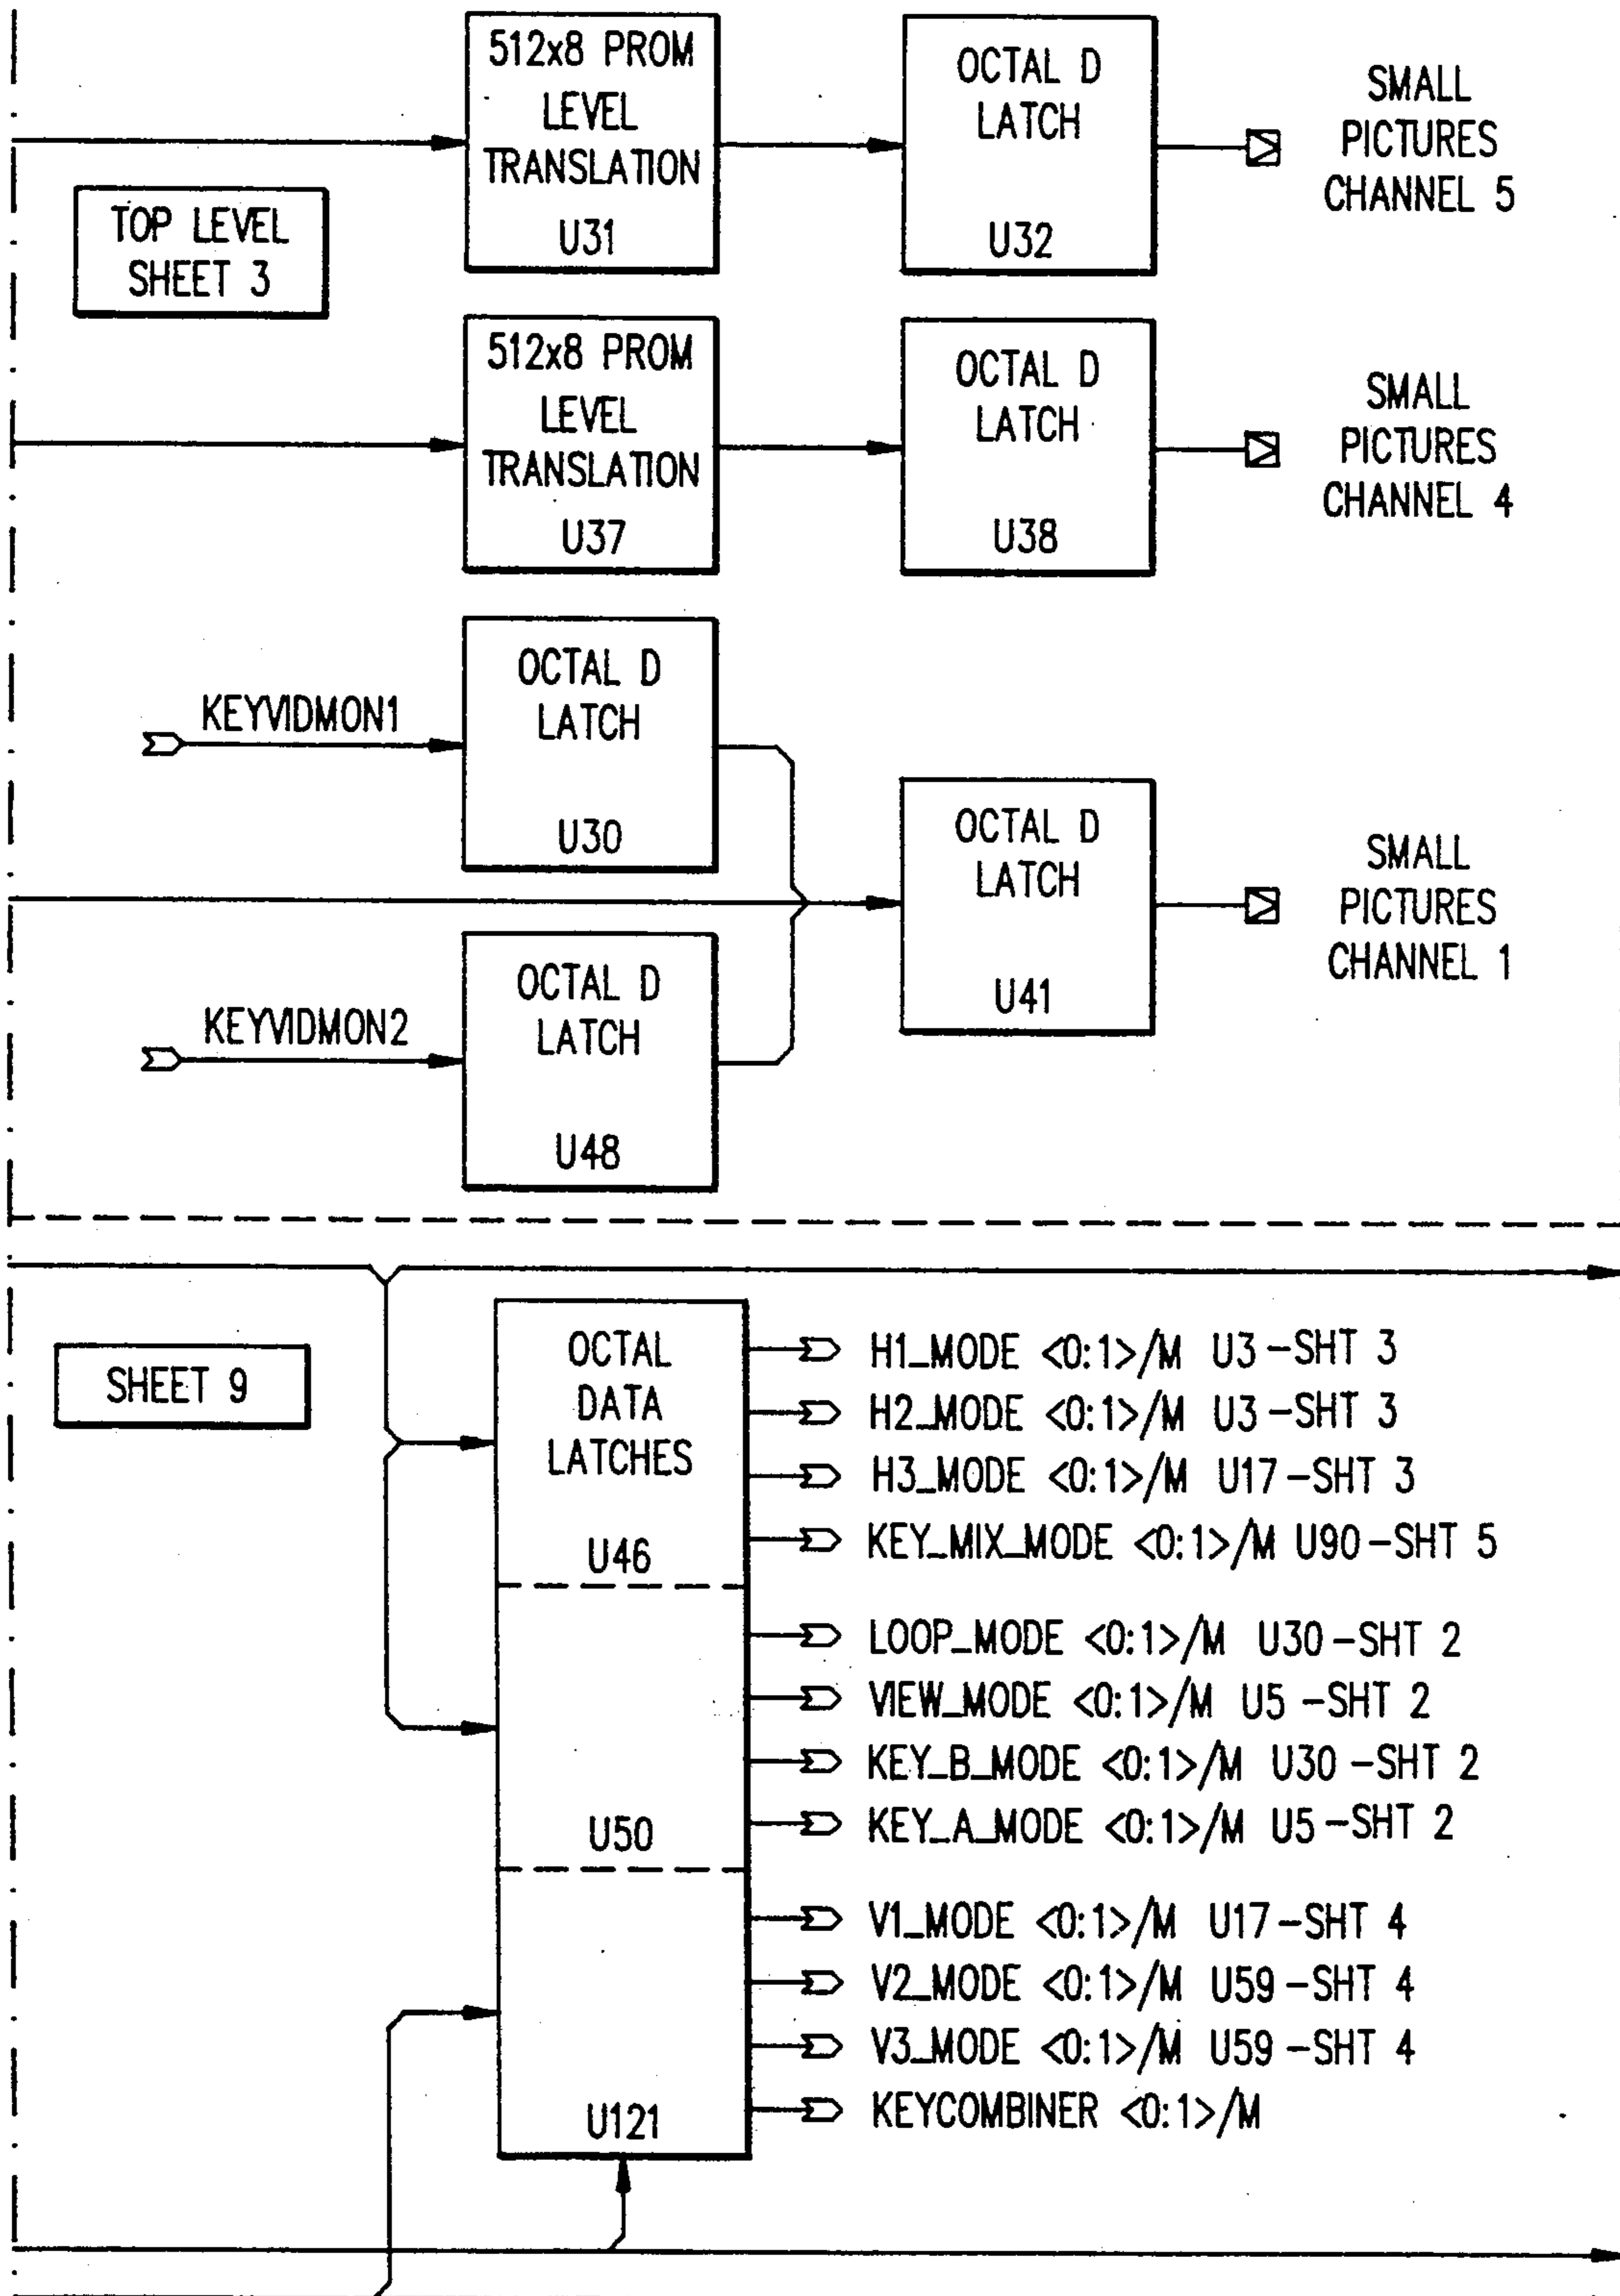 512x8 PROM
LEVEL
TRANSLATION
U31
OCTAL D
LATCH
U32
SMALL
PICTURES
CHANNEL 5
TOP LEVEL
SHEET 3
512x8 PROM
LEVEL
TRANSLATION
U37
OCTAL D
LATCH
U38
SMALL
PICTURES
CHANNEL 4
KEYVIDMON1
OCTAL D
LATCH
U30
OCTAL D
LATCH
U41
SMALL
PICTURES
CHANNEL 1
KEYVIDMON2
OCTAL D
LATCH
U48
SHEET 9
OCTAL
DATA
LATCHES
U46
U50
U121
H1_MODE <0:1>/M U3-SHT 3
H2_MODE <0:1>/M U3-SHT 3
H3_MODE <0:1>/M U17-SHT 3
KEY_MIX_MODE <0:1>/M U90-SHT 5
LOOP_MODE <0:1>/M U30-SHT 2
VIEW_MODE <0:1>/M U5-SHT 2
KEY_B_MODE <0:1>/M U30-SHT 2
KEY_A_MODE <0:1>/M U5-SHT 2
V1_MODE <0:1>/M U17-SHT 4
V2_MODE <0:1>/M U59-SHT 4
V3_MODE <0:1>/M U59-SHT 4
KEYCOMBINER <0:1>/M